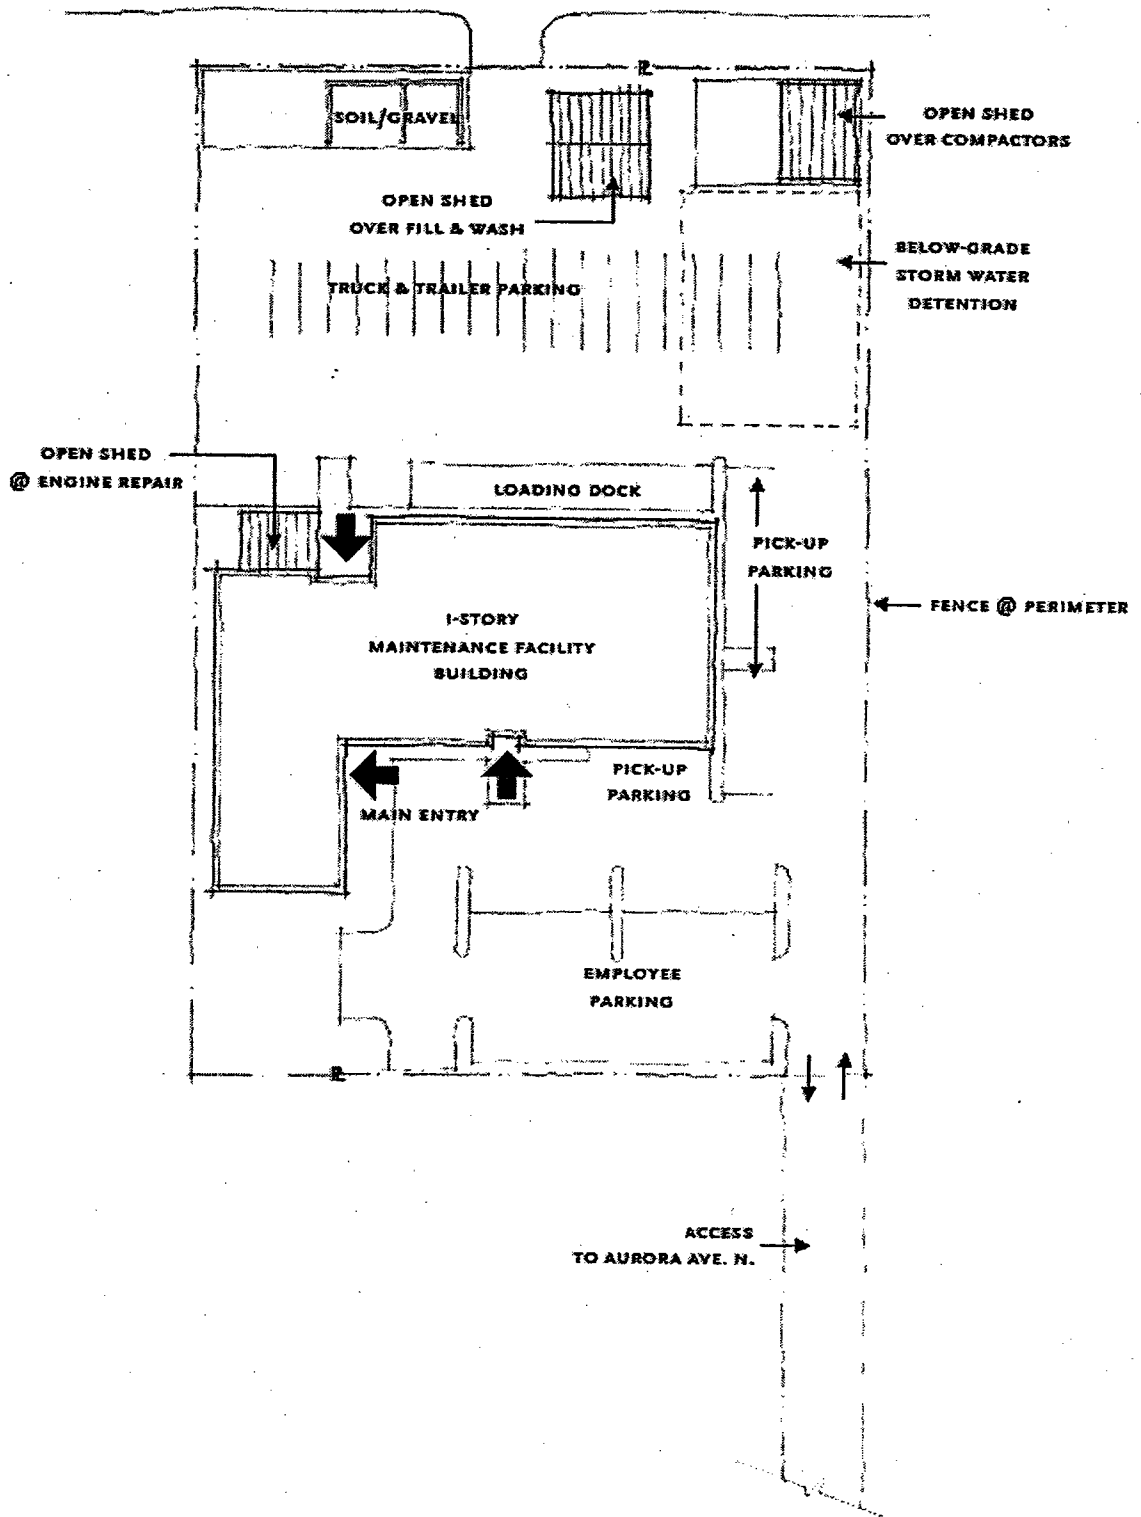 PL
SOIL/GRAVEL
OPEN SHED
OVER COMPACTORS
OPEN SHED
OVER FILL & WASH
BELOW-GRADE
STORM WATER
DETENTION
TRUCK & TRAILER PARKING
OPEN SHED
@ ENGINE REPAIR
LOADING DOCK
PICK-UP
PARKING
FENCE @ PERIMETER
1-STORY
MAINTENANCE FACILITY
BUILDING
PICK-UP
PARKING
MAIN ENTRY
EMPLOYEE
PARKING
PL
ACCESS
TO AURORA AVE. N.